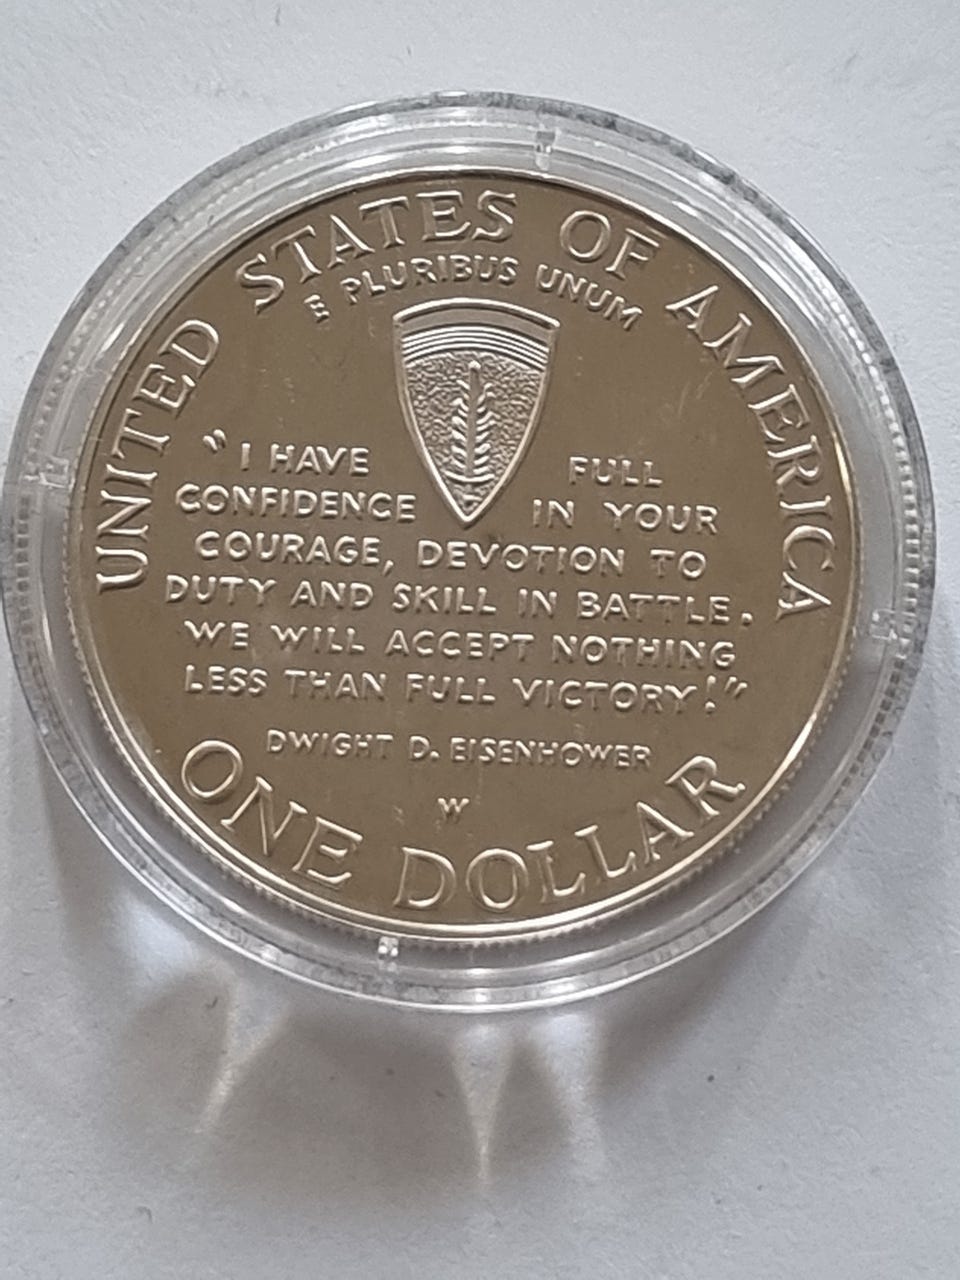 UNITED STATES OF AMERICA
E PLURIBUS UNUM
"I HAVE FULL
CONFIDENCE IN YOUR
COURAGE, DEVOTION TO
DUTY AND SKILL IN BATTLE.
WE WILL ACCEPT NOTHING
LESS THAN FULL VICTORY!"
DWIGHT D. EISENHOWER
W
ONE DOLLAR